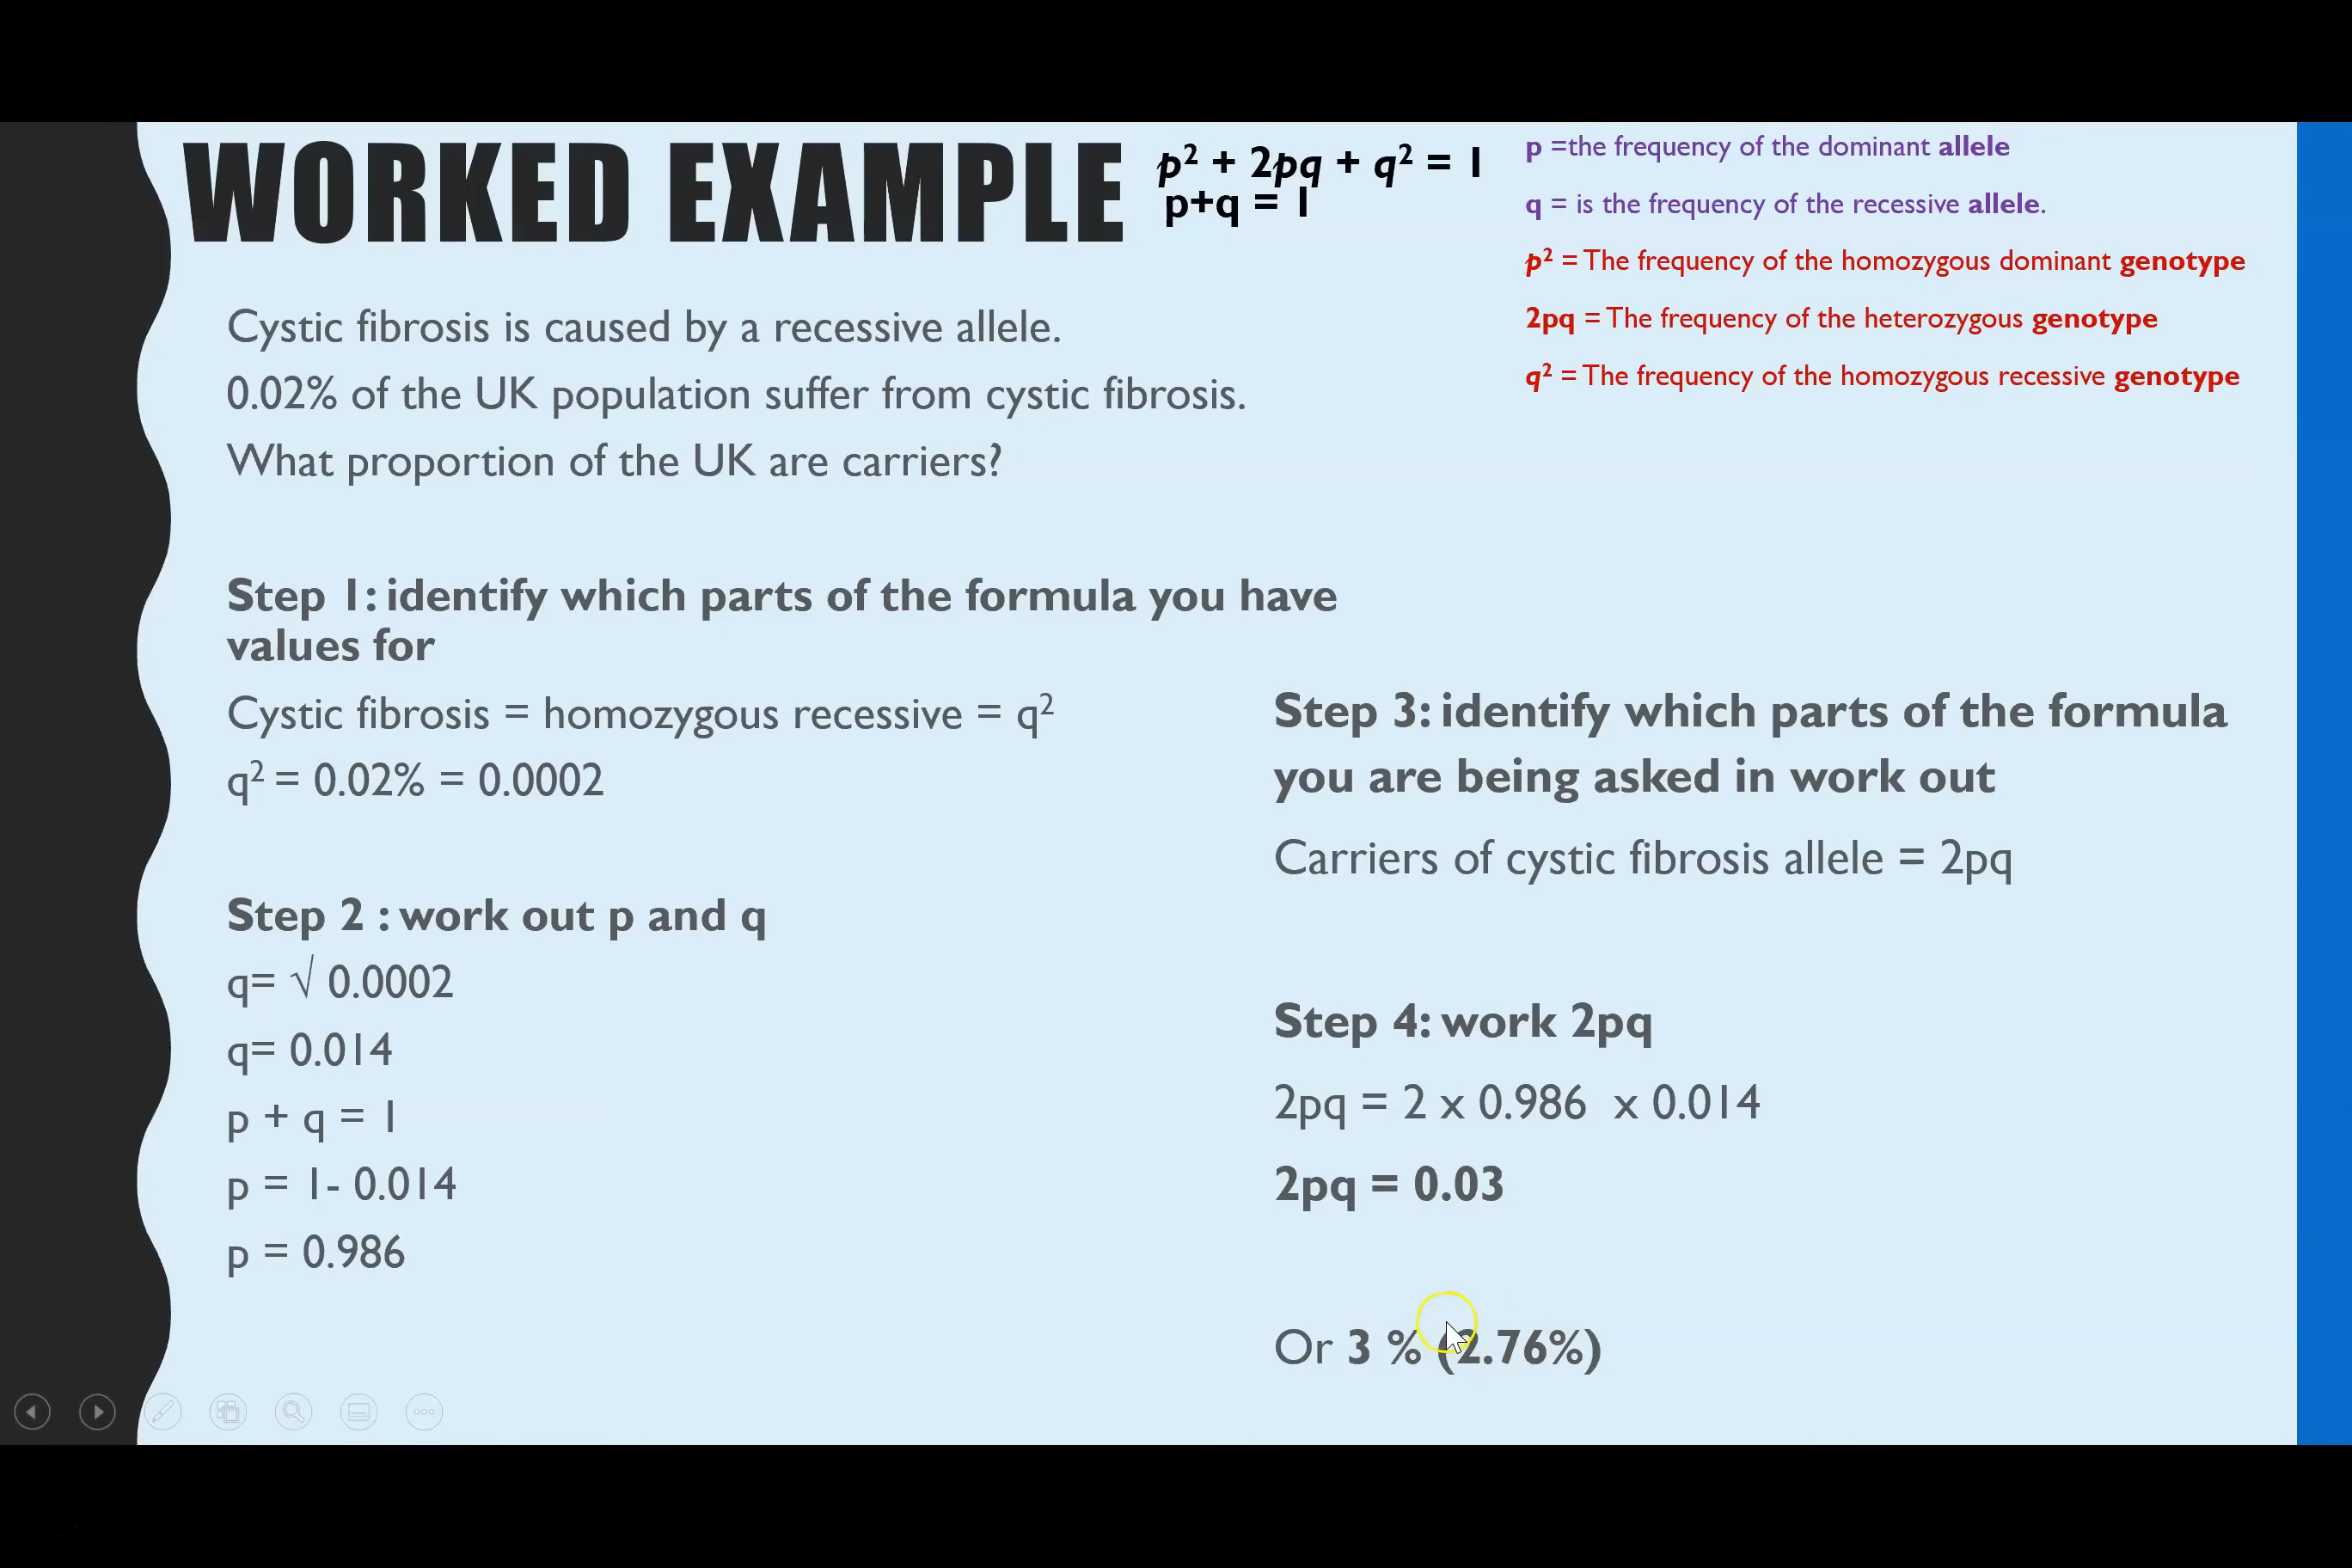 WORKED EXAMPLE
p² + 2pq + q² = 1
p+q = 1
p =the frequency of the dominant allele
q = is the frequency of the recessive allele.
p² = The frequency of the homozygous dominant genotype
2pq = The frequency of the heterozygous genotype
q² = The frequency of the homozygous recessive genotype
Cystic fibrosis is caused by a recessive allele.
0.02% of the UK population suffer from cystic fibrosis.
What proportion of the UK are carriers?
Step 1: identify which parts of the formula you have
values for
Cystic fibrosis = homozygous recessive = q²
q² = 0.02% = 0.0002
Step 2 : work out p and q
q= √ 0.0002
q= 0.014
p + q = 1
p = 1- 0.014
p = 0.986
Step 3: identify which parts of the formula
you are being asked in work out
Carriers of cystic fibrosis allele = 2pq
Step 4: work 2pq
2pq = 2 x 0.986 x 0.014
2pq = 0.03
Or 3 % (2.76%)